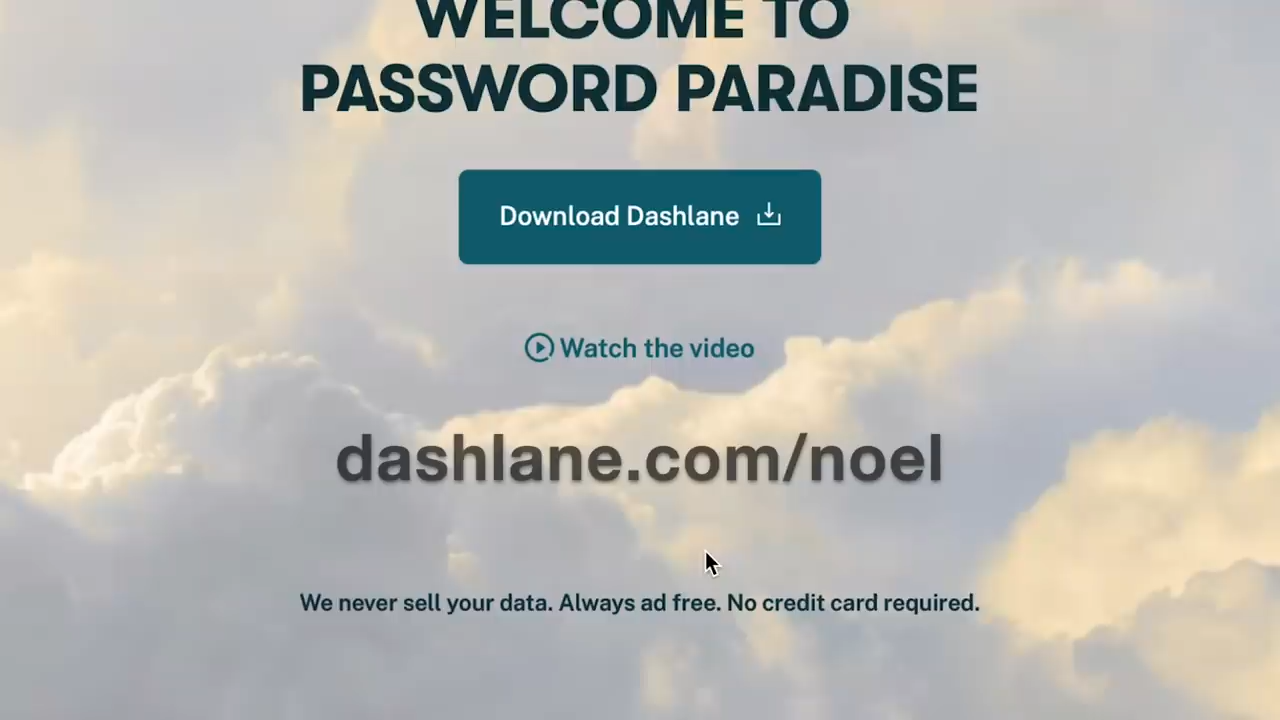 WELCOME TO
PASSWORD PARADISE
Download Dashlane
Watch the video
dashlane.com/noel
We never sell your data. Always ad free. No credit card required.